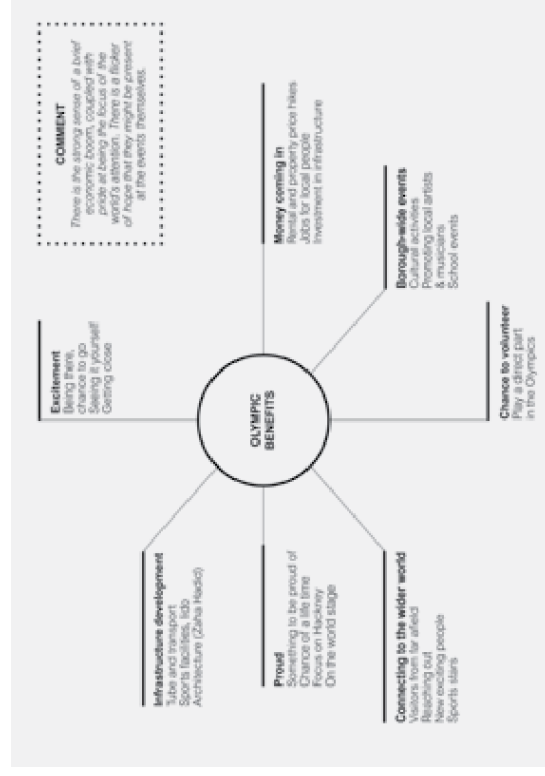 COMMENT
There is the strong sense of a brief
economic boom, coupled with
pride at being the focus of the
world's attention. There is a flicker
of hope that they might be present
at the events themselves.
Excitement
Being there,
chance to go
Seeing it yourself!
Getting close
Money coming in
Rental and property price hikes
Jobs for local people
Investment in infrastructure
Borough-wide events
Cultural activities
Promoting local artists
& musicians
School events
Chance to volunteer
Play a direct part
in the Olympics
OLYMPIC
BENEFITS
Infrastructure development
Tube and transport
Sports facilities, lido
Architecture (Zaha Hadid)
Proud
Something to be proud of
Chance of a life time
Focus on Hackney
On the world stage
Connecting to the wider world
Visitors from far afield
Reaching out
New exciting people
Sports stars